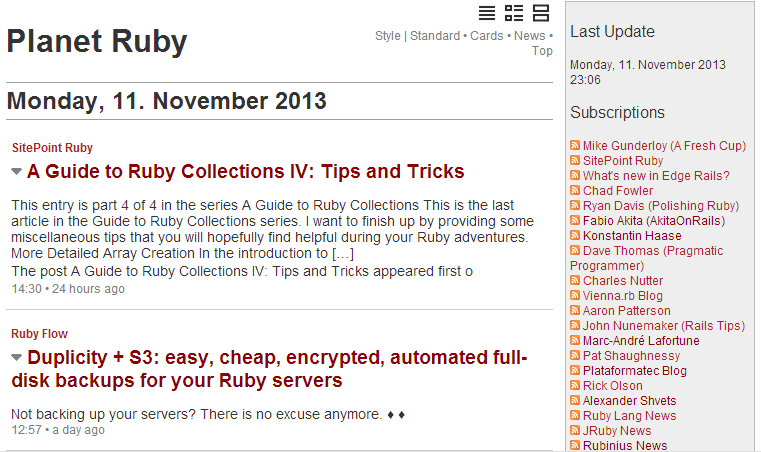 Planet Ruby
Style | Standard • Cards • News •
Top
Monday, 11. November 2013
SitePoint Ruby
A Guide to Ruby Collections IV: Tips and Tricks
This entry is part 4 of 4 in the series A Guide to Ruby Collections This is the last
article in the Guide to Ruby Collections series. I want to finish up by providing some
miscellaneous tips that you will hopefully find helpful during your Ruby adventures.
More Detailed Array Creation In the introduction to […]
The post A Guide to Ruby Collections IV: Tips and Tricks appeared first o
14:30 • 24 hours ago
Ruby Flow
Duplicity + S3: easy, cheap, encrypted, automated full-
disk backups for your Ruby servers
Not backing up your servers? There is no excuse anymore. ♦ ♦
12:57 • a day ago
Last Update
Monday, 11. November 2013
23:06
Subscriptions
Mike Gunderloy (A Fresh Cup)
SitePoint Ruby
What's new in Edge Rails?
Chad Fowler
Ryan Davis (Polishing Ruby)
Fabio Akita (AkitaOnRails)
Konstantin Haase
Dave Thomas (Pragmatic
Programmer)
Charles Nutter
Vienna.rb Blog
Aaron Patterson
John Nunemaker (Rails Tips)
Marc-André Lafortune
Pat Shaughnessy
Plataformatec Blog
Rick Olson
Alexander Shvets
Ruby Lang News
JRuby News
Rubinius News